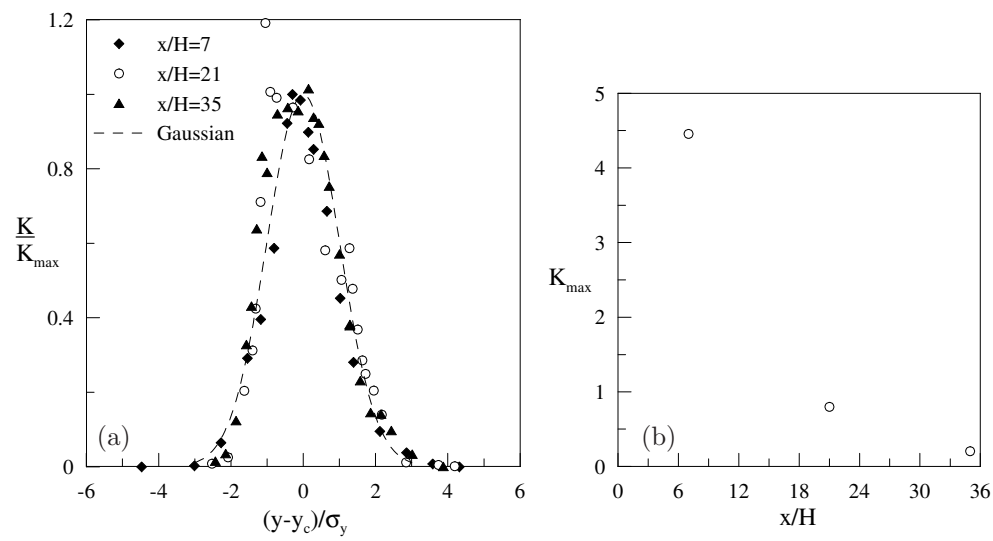 1.2
x/H=7
x/H=21
x/H=35
Gaussian
0.8
K
K_max
0.4
(a)
0
-6 -4 -2 0 2 4 6
(y-y_c)/σ_y
5
4
3
K_max
2
1
(b)
0
0 6 12 18 24 30 36
x/H